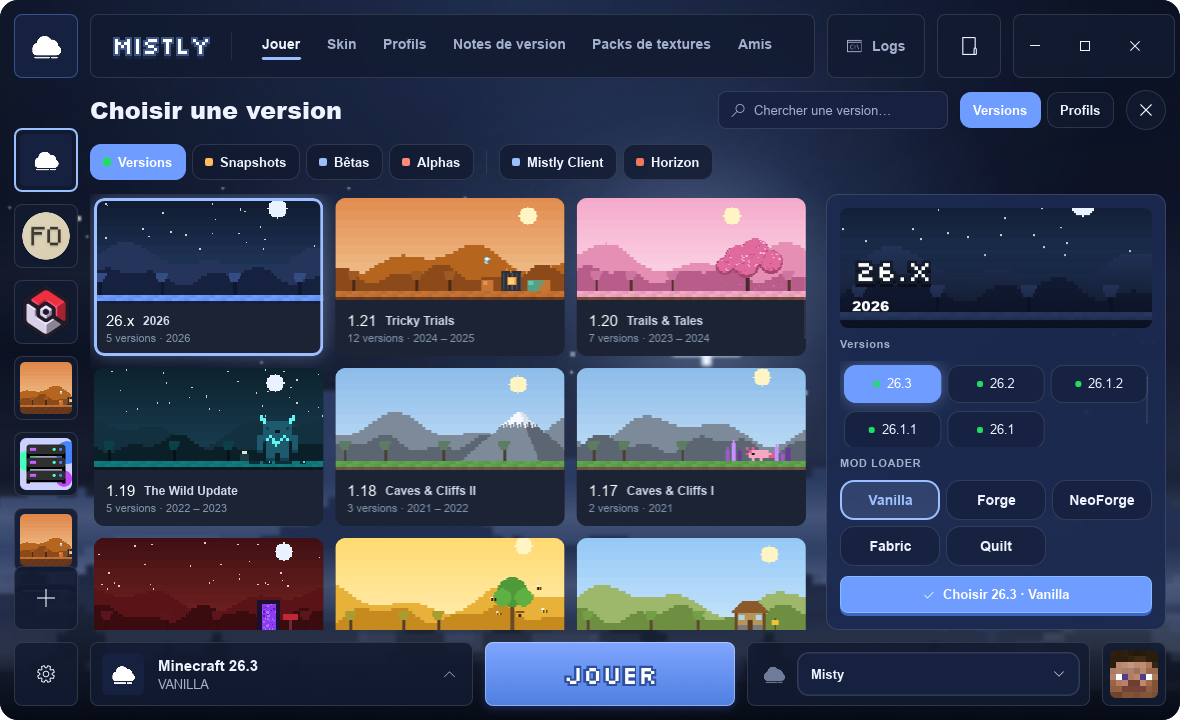 MISTLY
Jouer
Skin
Profils
Notes de version
Packs de textures
Amis
Logs
Choisir une version
Chercher une version…
Versions
Profils
Versions
Snapshots
Bêtas
Alphas
Mistly Client
Horizon
FO
26.x 2026
5 versions · 2026
1.21 Tricky Trials
12 versions · 2024 – 2025
1.20 Trails & Tales
7 versions · 2023 – 2024
1.19 The Wild Update
5 versions · 2022 – 2023
1.18 Caves & Cliffs II
3 versions · 2021 – 2022
1.17 Caves & Cliffs I
2 versions · 2021
26.X
2026
Versions
26.3
26.2
26.1.2
26.1.1
26.1
MOD LOADER
Vanilla
Forge
NeoForge
Fabric
Quilt
Choisir 26.3 · Vanilla
Minecraft 26.3
VANILLA
JOUER
Misty